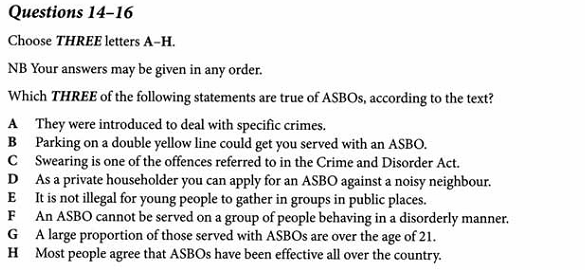 Questions 14–16
Choose THREE letters A–H.
NB Your answers may be given in any order.
Which THREE of the following statements are true of ASBOs, according to the text?
A They were introduced to deal with specific crimes.
B Parking on a double yellow line could get you served with an ASBO.
C Swearing is one of the offences referred to in the Crime and Disorder Act.
D As a private householder you can apply for an ASBO against a noisy neighbour.
E It is not illegal for young people to gather in groups in public places.
F An ASBO cannot be served on a group of people behaving in a disorderly manner.
G A large proportion of those served with ASBOs are over the age of 21.
H Most people agree that ASBOs have been effective all over the country.